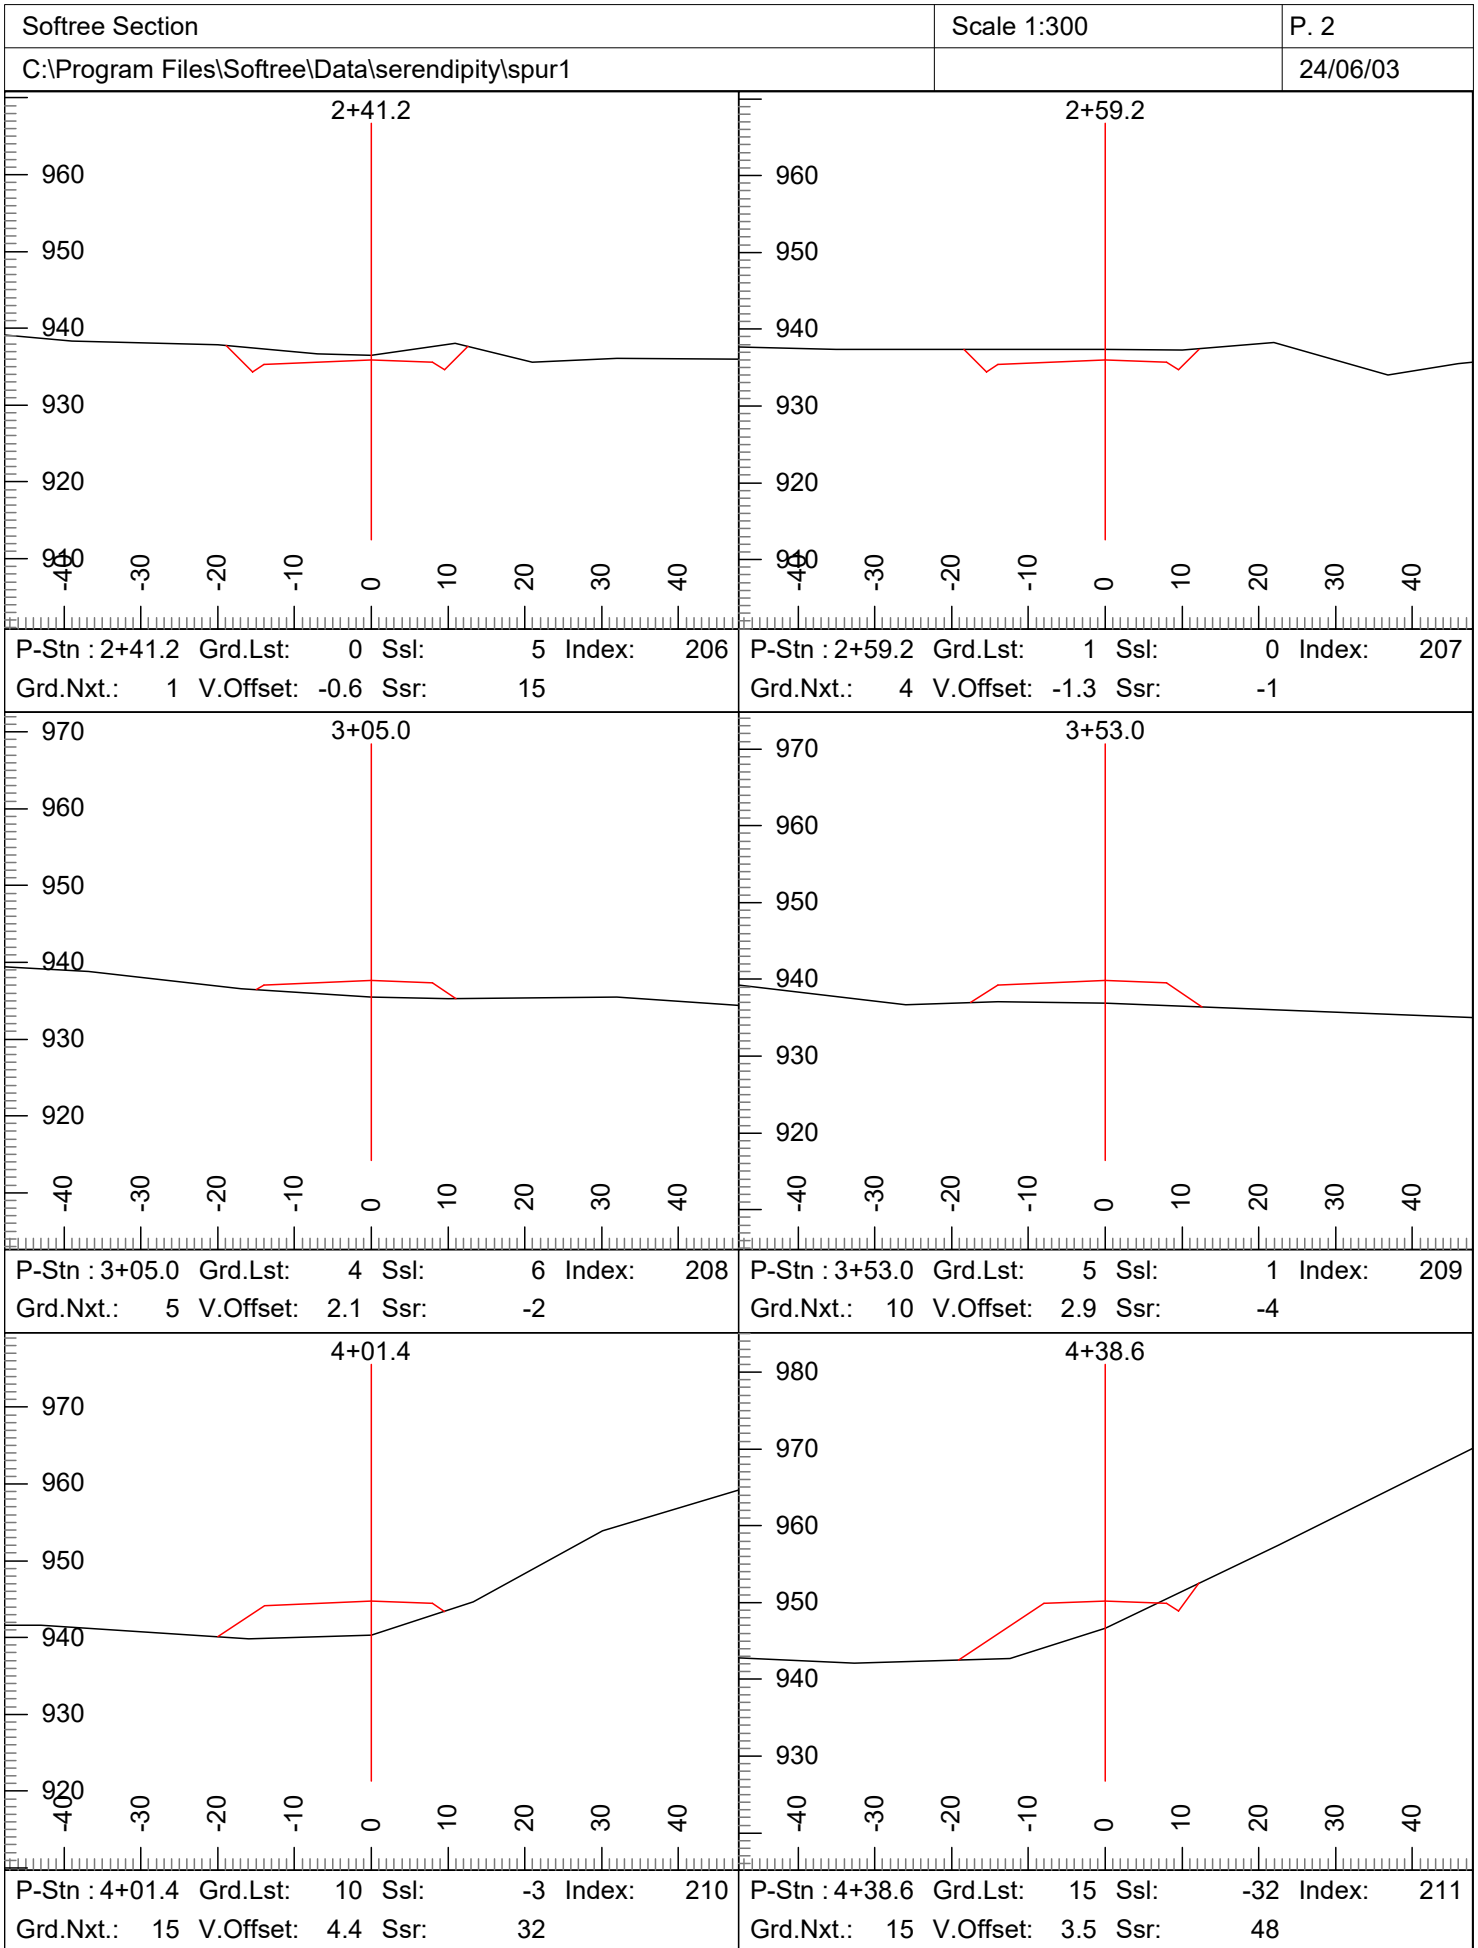 Softree Section Scale 1:300 P. 2
C:\Program Files\Softree\Data\serendipity\spur1 24/06/03
2+41.2
960
950
940
930
920
910
-40 -30 -20 -10 0 10 20 30 40
P-Stn : 2+41.2 Grd.Lst: 0 Ssl: 5 Index: 206
Grd.Nxt.: 1 V.Offset: -0.6 Ssr: 15
2+59.2
960
950
940
930
920
910
-40 -30 -20 -10 0 10 20 30 40
P-Stn : 2+59.2 Grd.Lst: 1 Ssl: 0 Index: 207
Grd.Nxt.: 4 V.Offset: -1.3 Ssr: -1
3+05.0
970
960
950
940
930
920
-40 -30 -20 -10 0 10 20 30 40
P-Stn : 3+05.0 Grd.Lst: 4 Ssl: 6 Index: 208
Grd.Nxt.: 5 V.Offset: 2.1 Ssr: -2
3+53.0
970
960
950
940
930
920
-40 -30 -20 -10 0 10 20 30 40
P-Stn : 3+53.0 Grd.Lst: 5 Ssl: 1 Index: 209
Grd.Nxt.: 10 V.Offset: 2.9 Ssr: -4
4+01.4
970
960
950
940
930
920
-40 -30 -20 -10 0 10 20 30 40
P-Stn : 4+01.4 Grd.Lst: 10 Ssl: -3 Index: 210
Grd.Nxt.: 15 V.Offset: 4.4 Ssr: 32
4+38.6
980
970
960
950
940
930
-40 -30 -20 -10 0 10 20 30 40
P-Stn : 4+38.6 Grd.Lst: 15 Ssl: -32 Index: 211
Grd.Nxt.: 15 V.Offset: 3.5 Ssr: 48